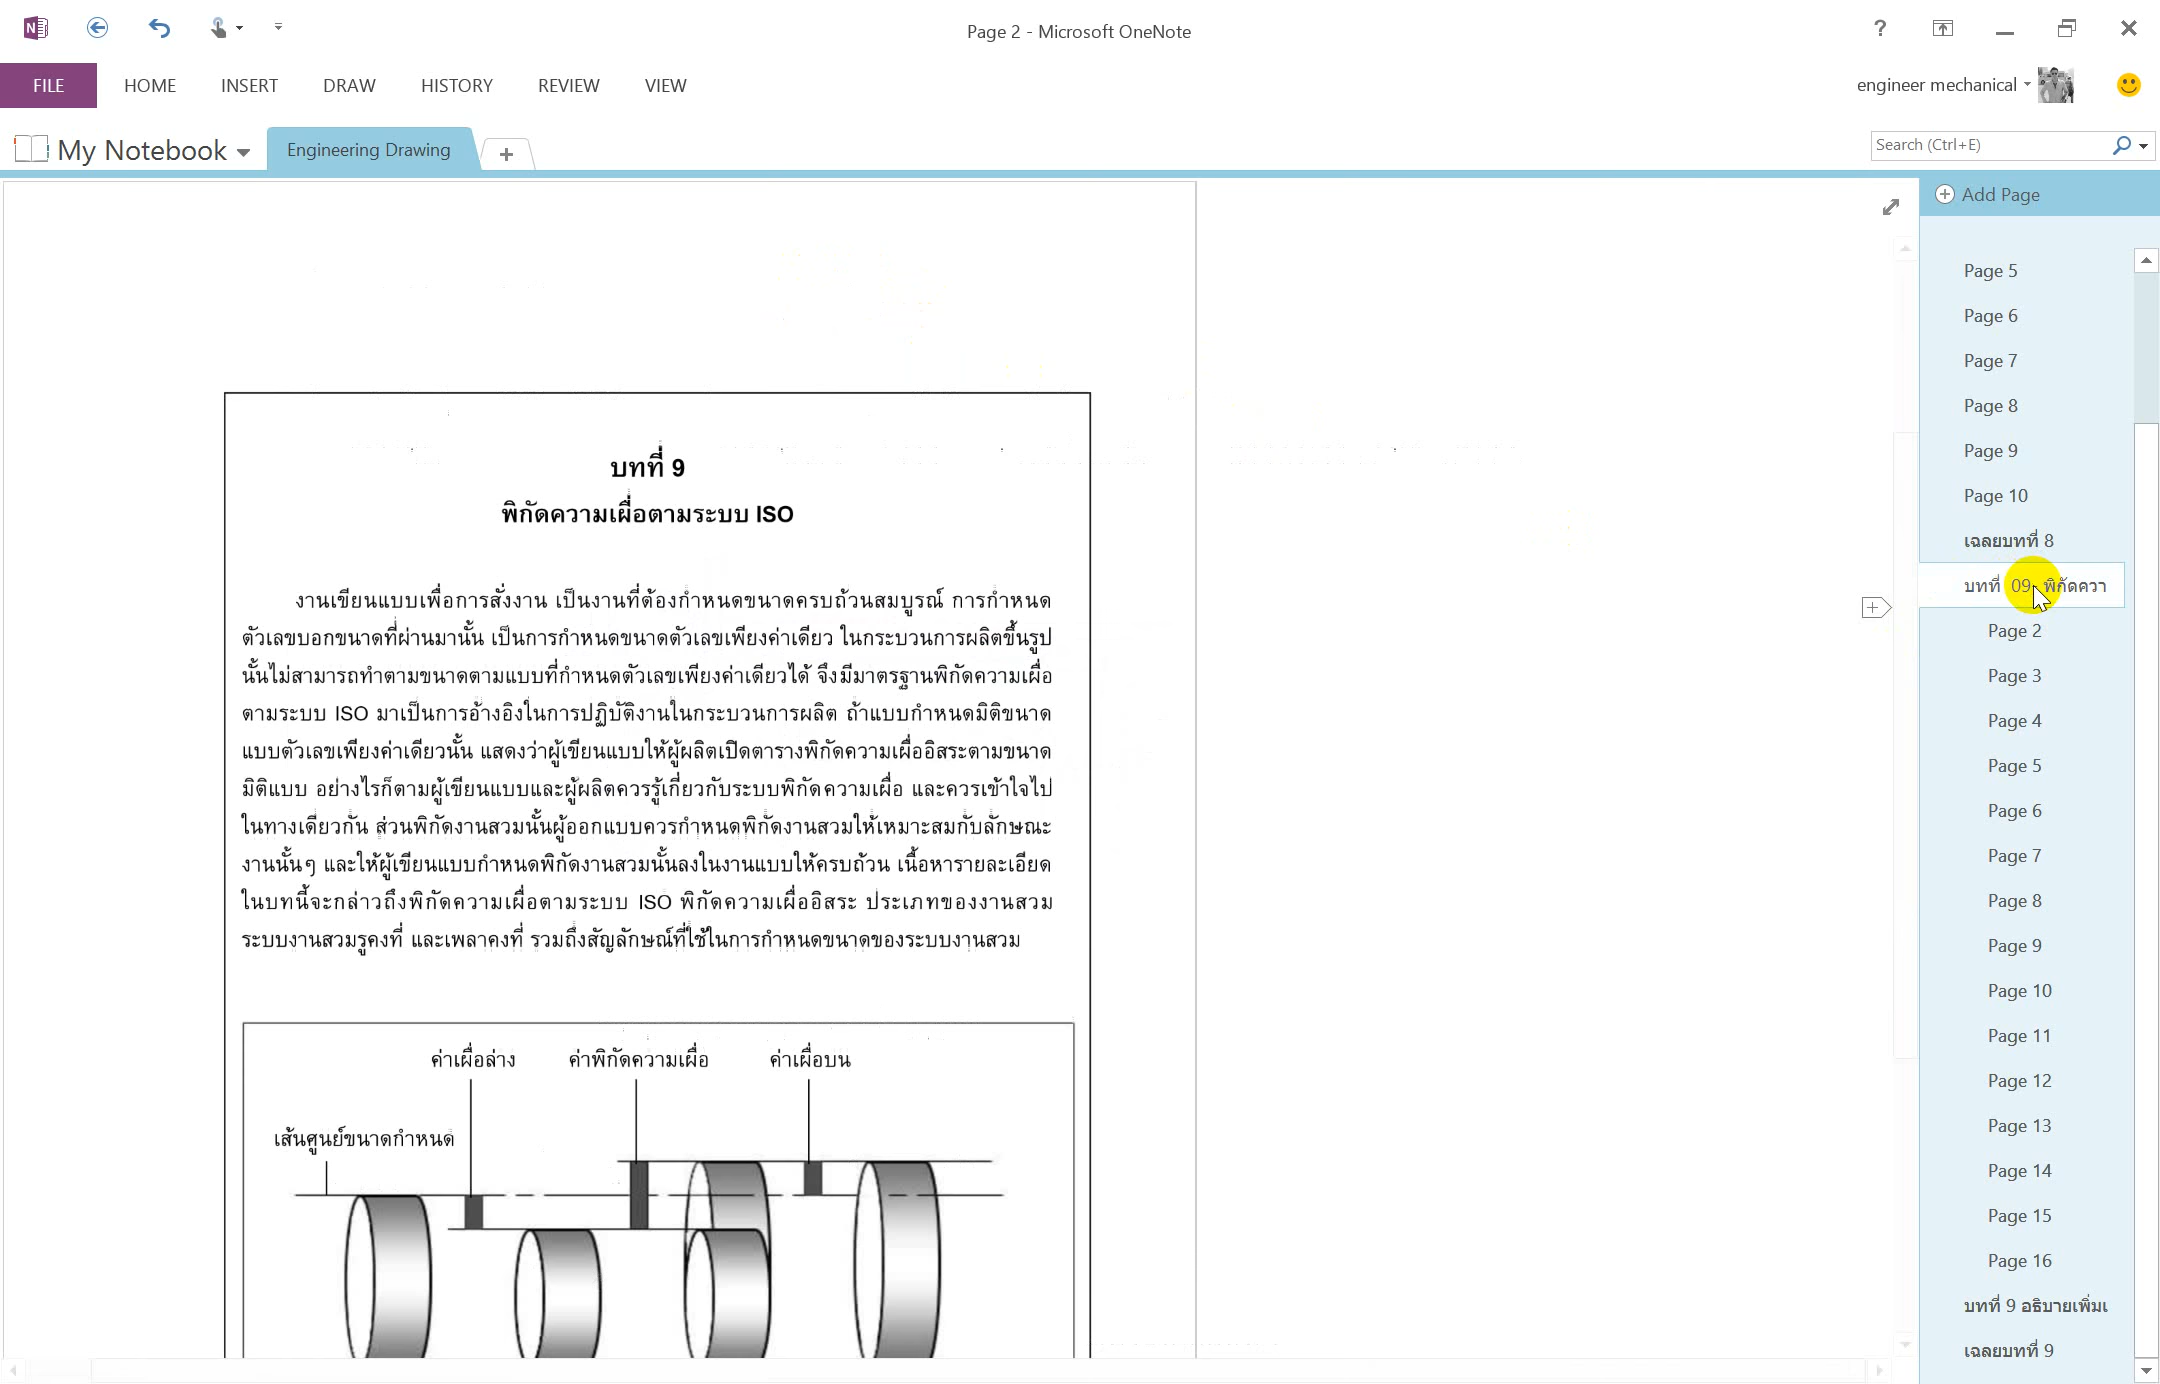 Page 2 - Microsoft OneNote
?
FILE HOME INSERT DRAW HISTORY REVIEW VIEW
engineer mechanical
My Notebook
Engineering Drawing
Search (Ctrl+E)
Add Page
บทที่ 9
พิกัดความเผื่อตามระบบ ISO
งานเขียนแบบเพื่อการสั่งงาน เป็นงานที่ต้องกำหนดขนาดครบถ้วนสมบูรณ์ การกำหนด
ตัวเลขบอกขนาดที่ผ่านมานั้น เป็นการกำหนดขนาดตัวเลขเพียงค่าเดียว ในกระบวนการผลิตขึ้นรูป
นั้นไม่สามารถทำตามขนาดตามแบบที่กำหนดตัวเลขเพียงค่าเดียวได้ จึงมีมาตรฐานพิกัดความเผื่อ
ตามระบบ ISO มาเป็นการอ้างอิงในการปฏิบัติงานในกระบวนการผลิต ถ้าแบบกำหนดมิติขนาด
แบบตัวเลขเพียงค่าเดียวนั้น แสดงว่าผู้เขียนแบบให้ผู้ผลิตเปิดตารางพิกัดความเผื่ออิสระตามขนาด
มิติแบบ อย่างไรก็ตามผู้เขียนแบบและผู้ผลิตควรรู้เกี่ยวกับระบบพิกัดความเผื่อ และควรเข้าใจไป
ในทางเดียวกัน ส่วนพิกัดงานสวมนั้นผู้ออกแบบควรกำหนดพิกัดงานสวมให้เหมาะสมกับลักษณะ
งานนั้นๆ และให้ผู้เขียนแบบกำหนดพิกัดงานสวมนั้นลงในงานแบบให้ครบถ้วน เนื้อหารายละเอียด
ในบทนี้จะกล่าวถึงพิกัดความเผื่อตามระบบ ISO พิกัดความเผื่ออิสระ ประเภทของงานสวม
ระบบงานสวมรูคงที่ และเพลาคงที่ รวมถึงสัญลักษณ์ที่ใช้ในการกำหนดขนาดของระบบงานสวม
ค่าเผื่อล่าง ค่าพิกัดความเผื่อ ค่าเผื่อบน
เส้นศูนย์ขนาดกำหนด
Page 5
Page 6
Page 7
Page 8
Page 9
Page 10
เฉลยบทที่ 8
บทที่ 09- พิกัดควา
Page 2
Page 3
Page 4
Page 5
Page 6
Page 7
Page 8
Page 9
Page 10
Page 11
Page 12
Page 13
Page 14
Page 15
Page 16
บทที่ 9 อธิบายเพิ่มเ
เฉลยบทที่ 9